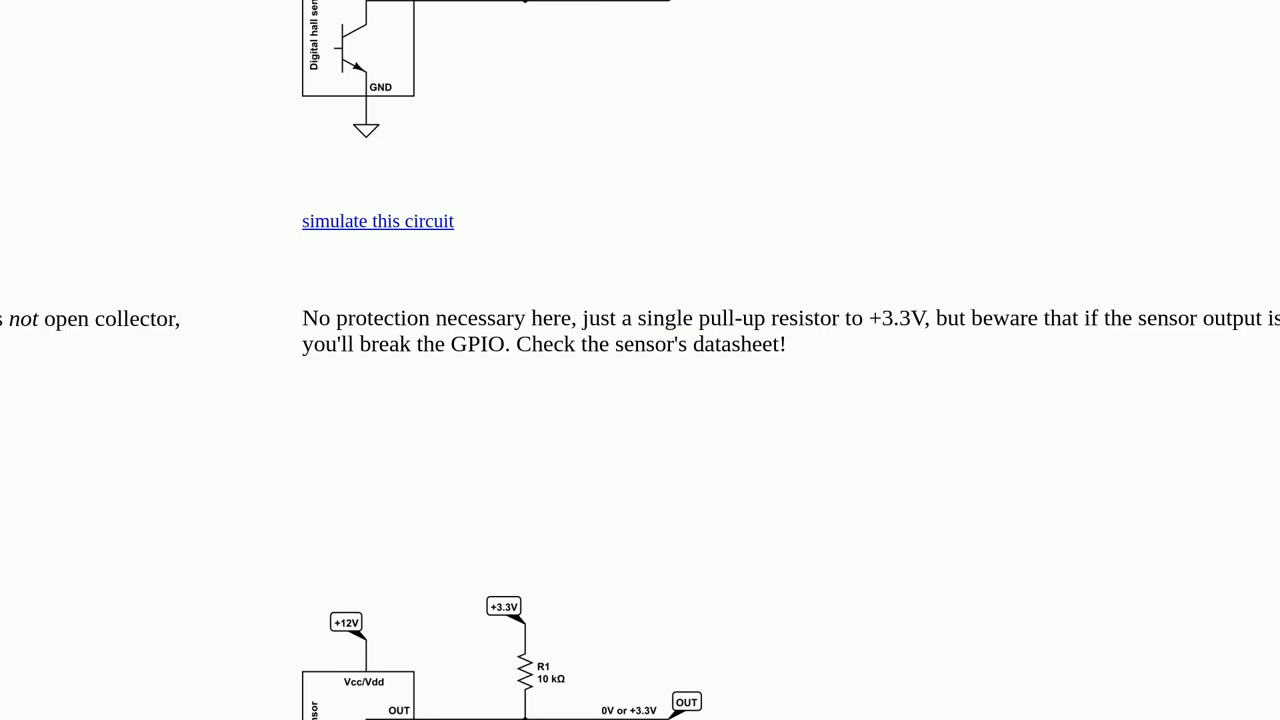 Digital hall sen
GND
simulate this circuit
s not open collector,
No protection necessary here, just a single pull-up resistor to +3.3V, but beware that if the sensor output is
you'll break the GPIO. Check the sensor's datasheet!
+3.3V
+12V
R1
10 kΩ
Vcc/Vdd
OUT
0V or +3.3V
OUT
nsor